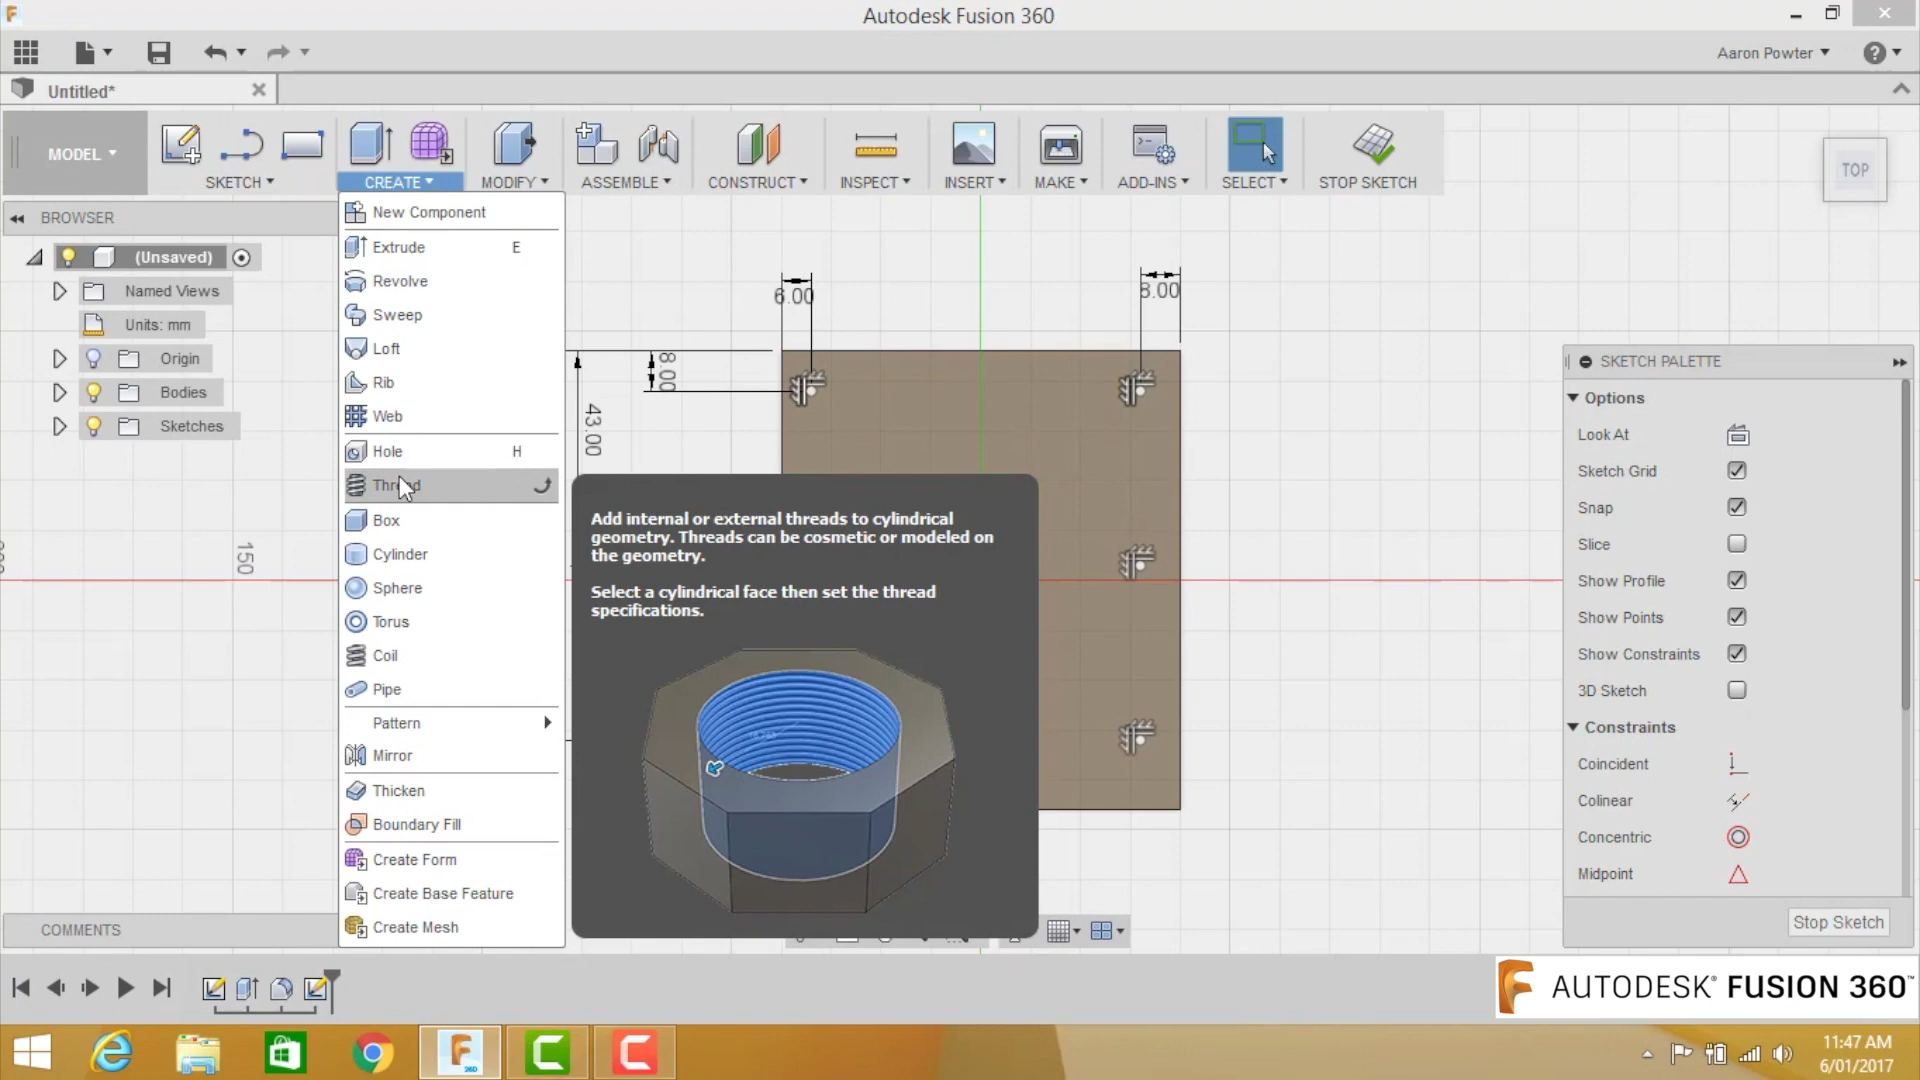 Autodesk Fusion 360
Aaron Powter
Untitled*
MODEL
SKETCH
CREATE
MODIFY
ASSEMBLE
CONSTRUCT
INSPECT
INSERT
MAKE
ADD-INS
SELECT
STOP SKETCH
TOP
BROWSER
(Unsaved)
Named Views
Units: mm
Origin
Bodies
Sketches
New Component
Extrude E
Revolve
Sweep
Loft
Rib
Web
Hole H
Thread
Box
Cylinder
Sphere
Torus
Coil
Pipe
Pattern
Mirror
Thicken
Boundary Fill
Create Form
Create Base Feature
Create Mesh
6.00
8.00
8.00
43.00
150
Add internal or external threads to cylindrical
geometry. Threads can be cosmetic or modeled on
the geometry.
Select a cylindrical face then set the thread
specifications.
SKETCH PALETTE
Options
Look At
Sketch Grid
Snap
Slice
Show Profile
Show Points
Show Constraints
3D Sketch
Constraints
Coincident
Colinear
Concentric
Midpoint
Stop Sketch
COMMENTS
AUTODESK® FUSION 360™
11:47 AM
6/01/2017